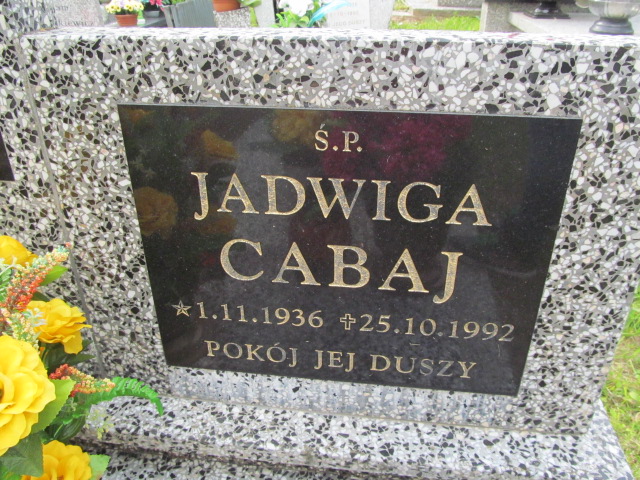 Ś.P.
JADWIGA
CABAJ
☆1.11.1936 ✝25.10.1992
POKÓJ JEJ DUSZY